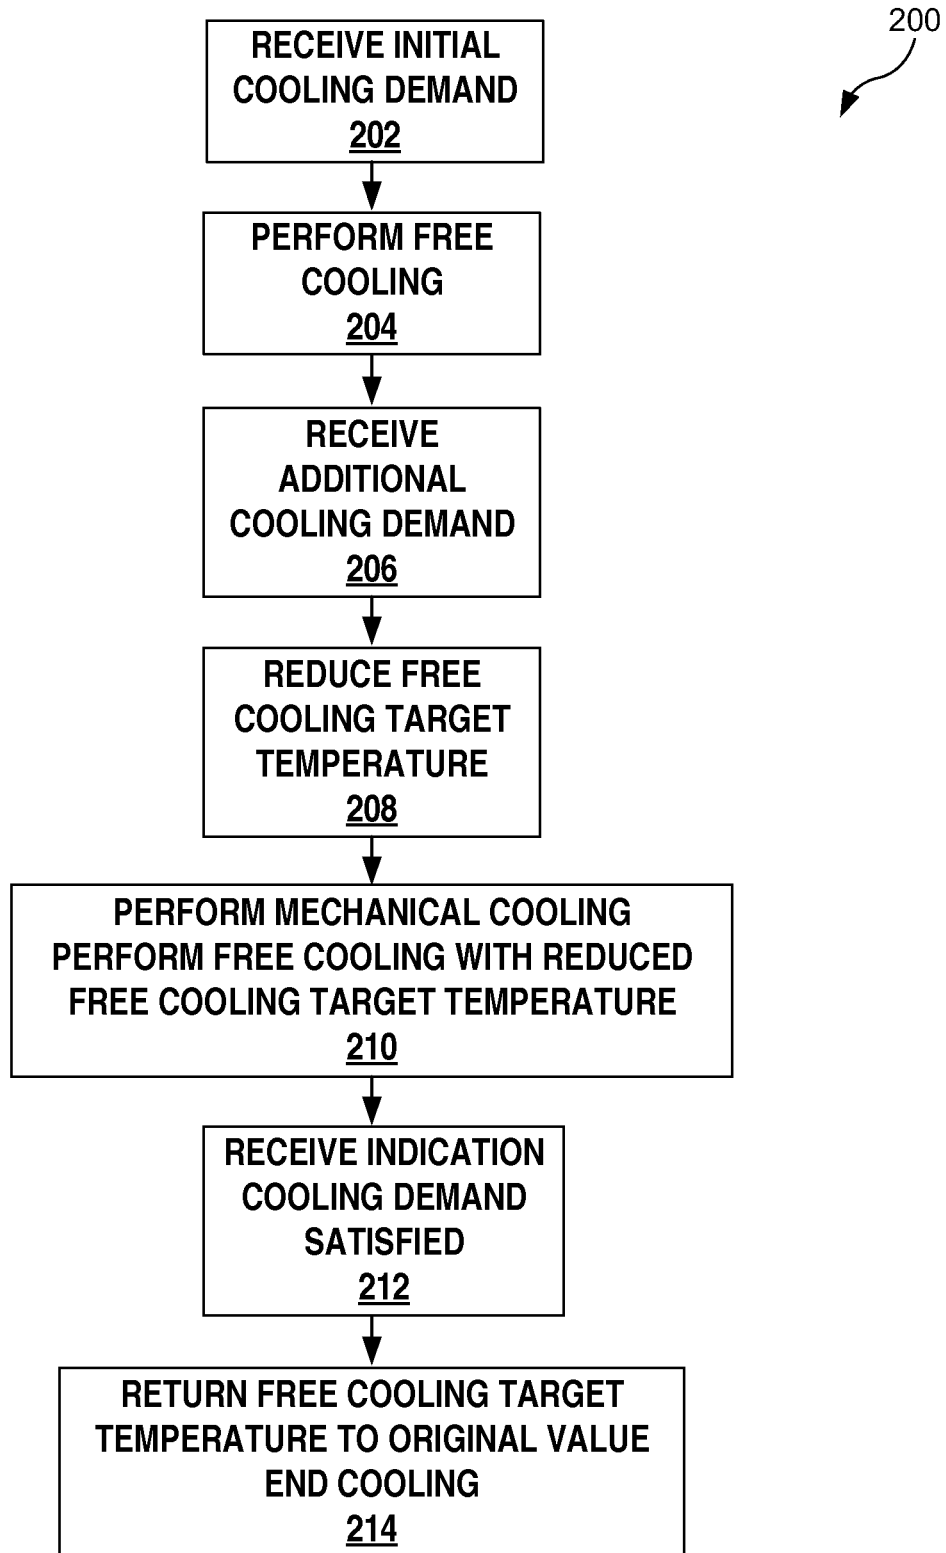 200
RECEIVE INITIAL
COOLING DEMAND
202
PERFORM FREE
COOLING
204
RECEIVE
ADDITIONAL
COOLING DEMAND
206
REDUCE FREE
COOLING TARGET
TEMPERATURE
208
PERFORM MECHANICAL COOLING
PERFORM FREE COOLING WITH REDUCED
FREE COOLING TARGET TEMPERATURE
210
RECEIVE INDICATION
COOLING DEMAND
SATISFIED
212
RETURN FREE COOLING TARGET
TEMPERATURE TO ORIGINAL VALUE
END COOLING
214